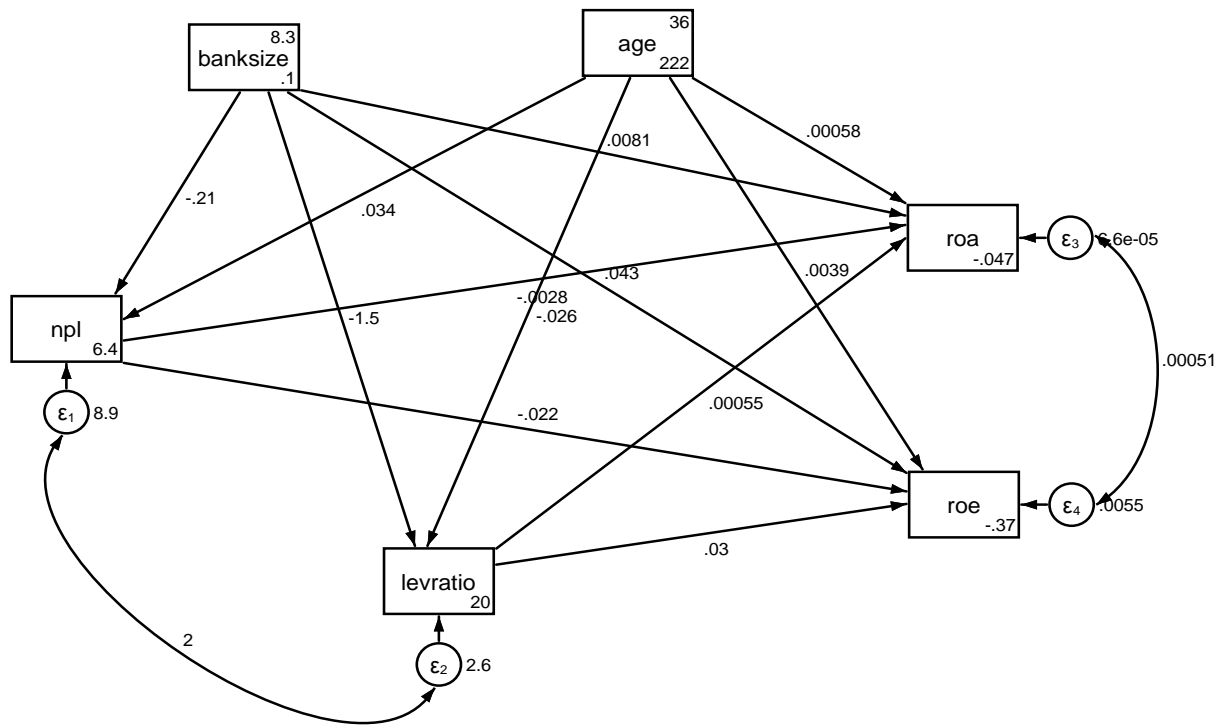 8.3
banksize
.1
36
age
222
.00058
.0081
-.21
.034
roa
-.047
ε3
6.6e-05
.043
.0039
-.0028
-.026
-1.5
npl
6.4
.00051
ε1
8.9
.00055
-.022
roe
-.37
ε4
.0055
.03
levratio
20
2
ε2
2.6